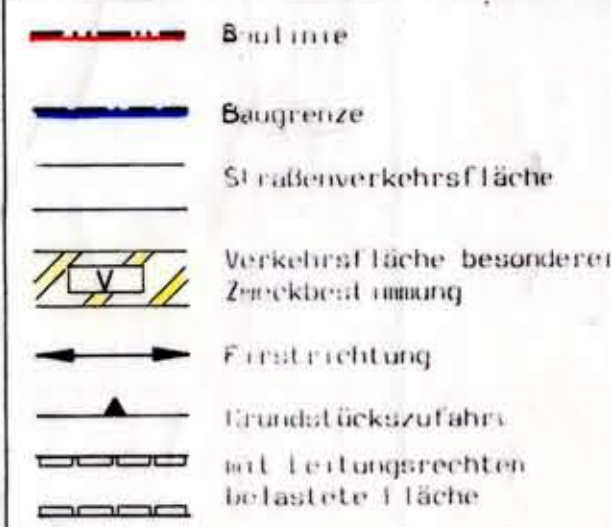 Baulinie
Baugrenze
Straßenverkehrsfläche
Verkehrsfläche besonderer
Zweckbestimmung
V
Firstrichtung
Grundstückszufahrt
mit Leitungsrechten
belastete Fläche